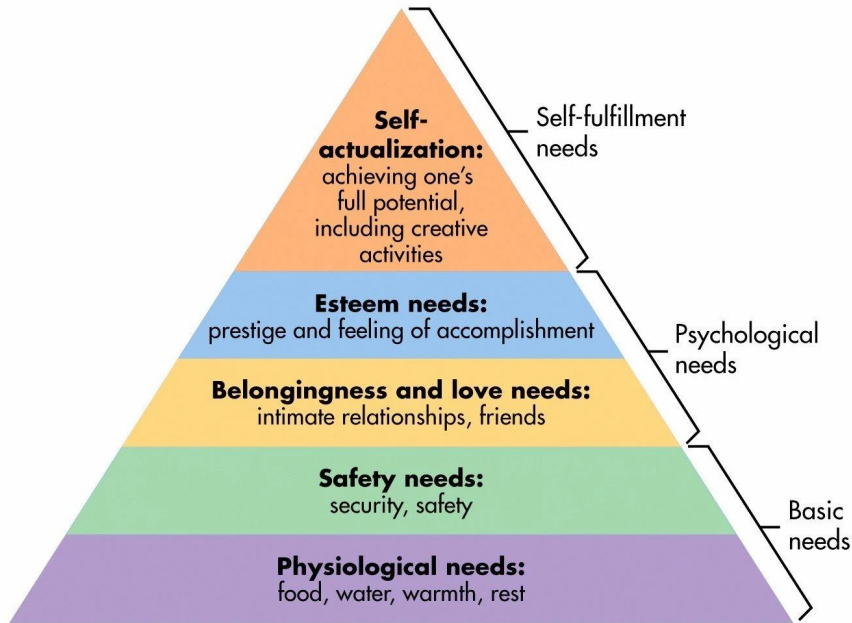 Self-
actualization:
achieving one's
full potential,
including creative
activities
Self-fulfillment
needs
Esteem needs:
prestige and feeling of accomplishment
Psychological
needs
Belongingness and love needs:
intimate relationships, friends
Safety needs:
security, safety
Basic
needs
Physiological needs:
food, water, warmth, rest